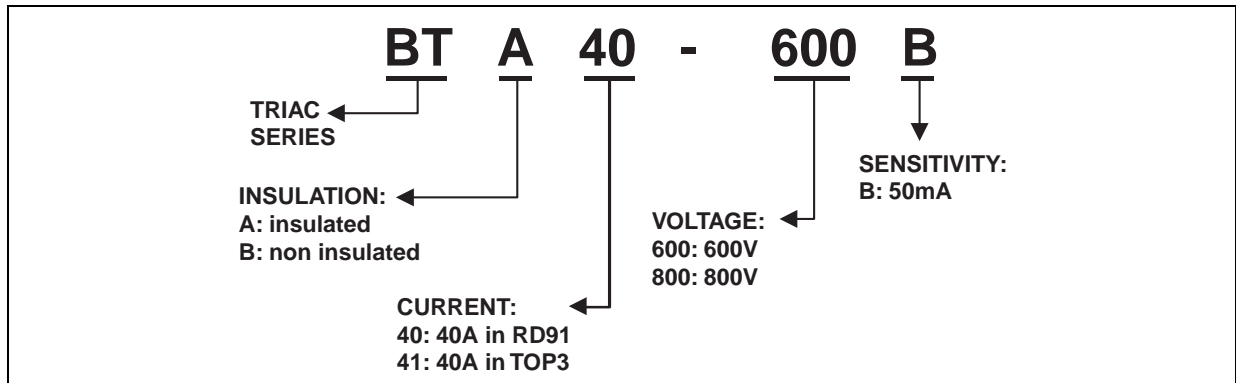 BT A 40 - 600 B
TRIAC
SERIES
INSULATION:
A: insulated
B: non insulated
CURRENT:
40: 40A in RD91
41: 40A in TOP3
VOLTAGE:
600: 600V
800: 800V
SENSITIVITY:
B: 50mA